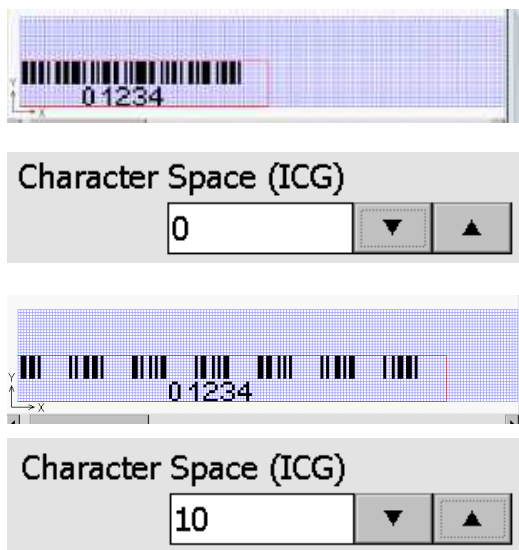 Y
01234
X
Character Space (ICG)
0
Y
01234
X
Character Space (ICG)
10